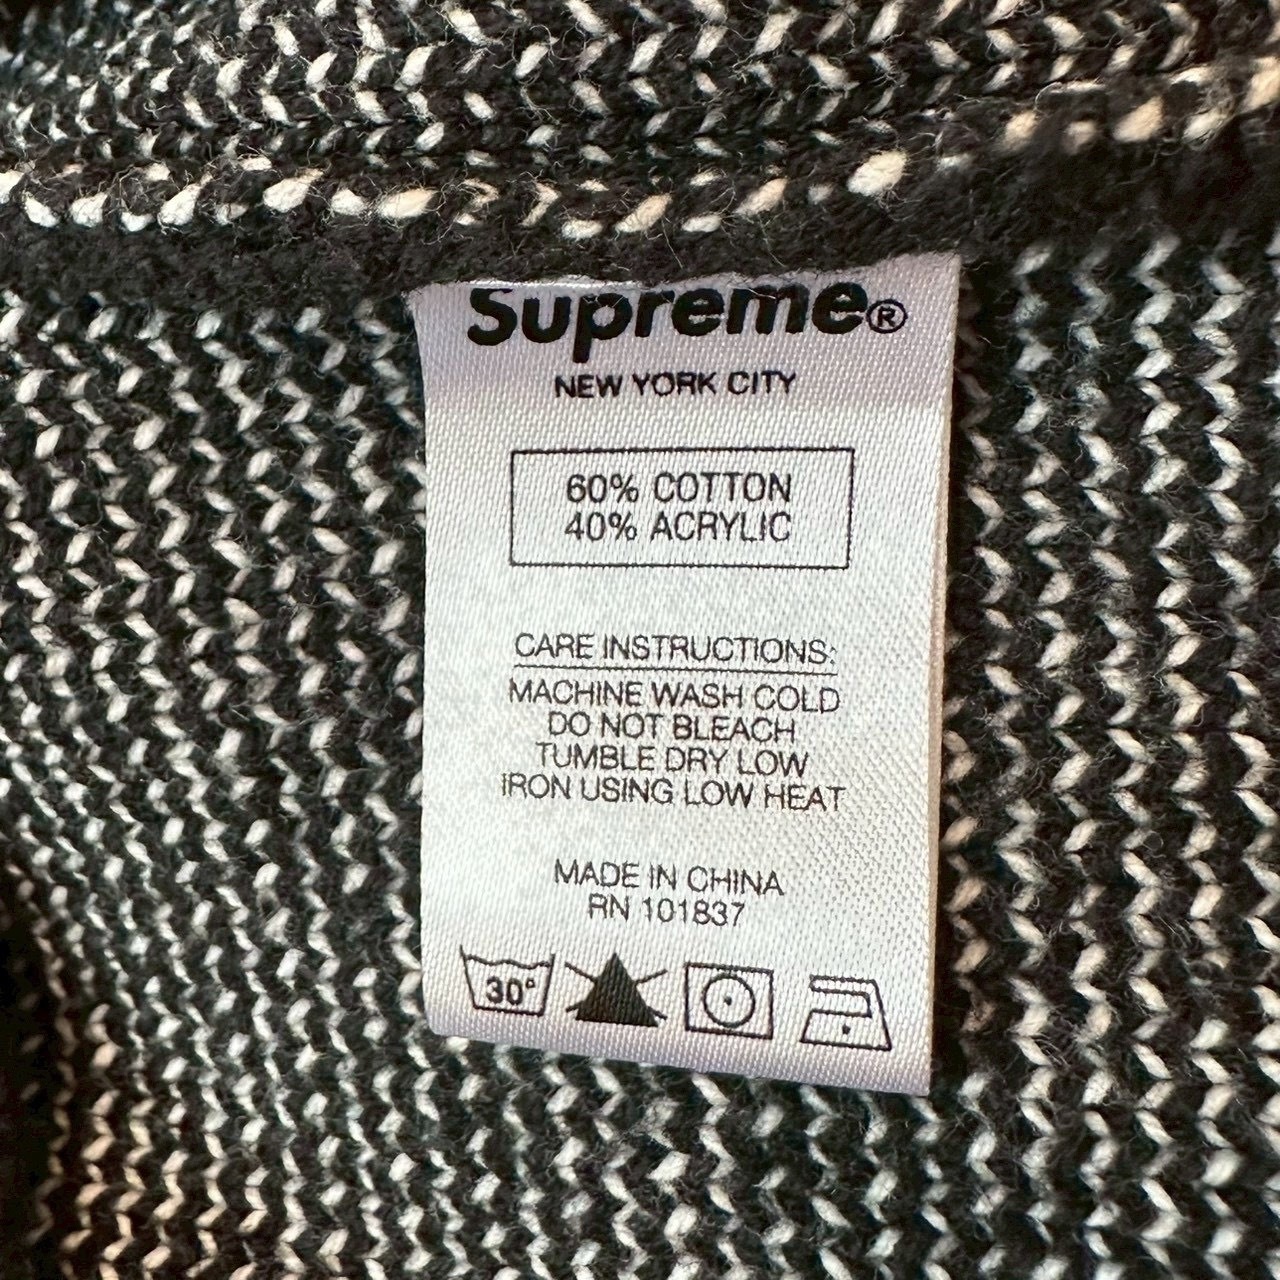 Supreme®
NEW YORK CITY
60% COTTON
40% ACRYLIC
CARE INSTRUCTIONS:
MACHINE WASH COLD
DO NOT BLEACH
TUMBLE DRY LOW
IRON USING LOW HEAT
MADE IN CHINA
RN 101837
30°